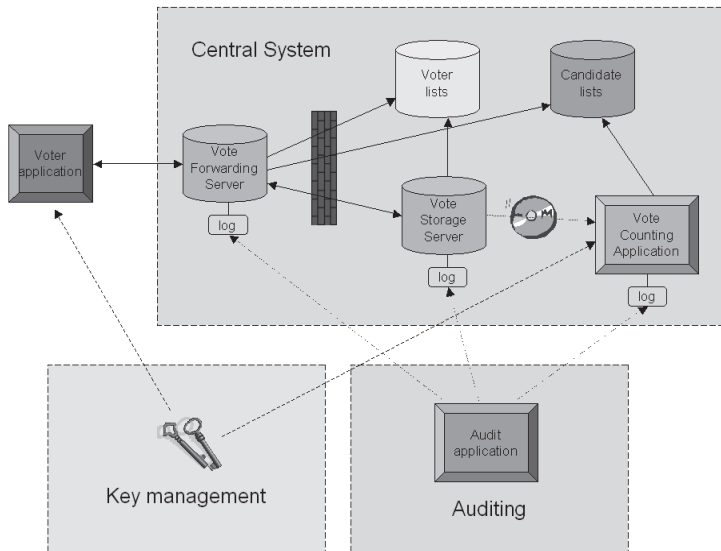 Central System
Voter
lists
Candidate
lists
Voter
application
Vote
Forwarding
Server
log
Vote
Storage
Server
log
Vote
Counting
Application
log
Key management
Audit
application
Auditing